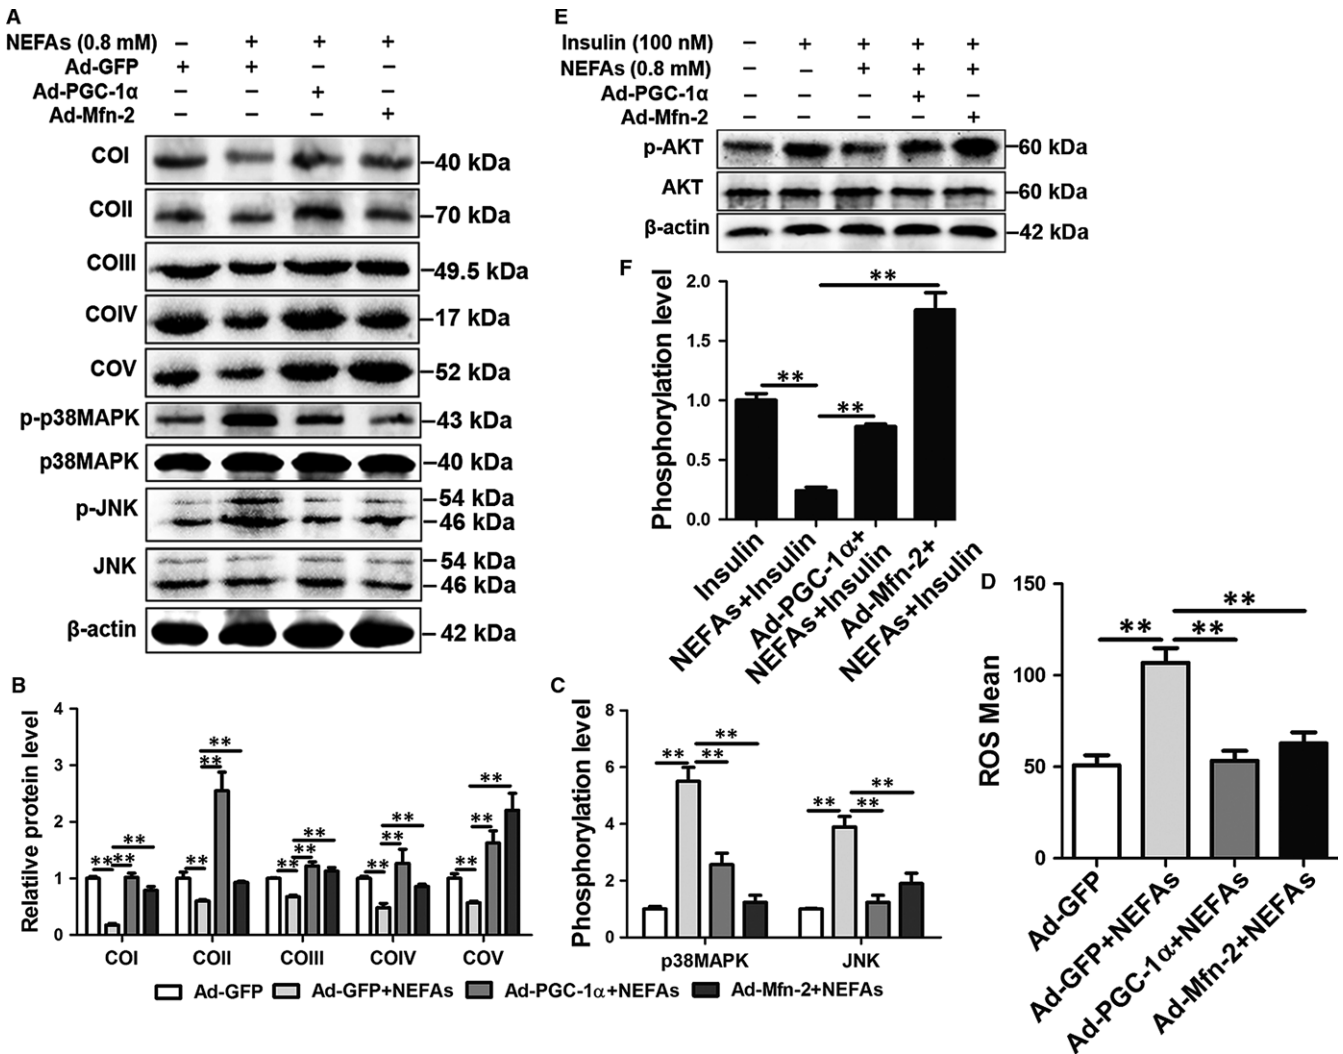 A
NEFAs (0.8 mM) – + + +
Ad-GFP + + – –
Ad-PGC-1α – – + –
Ad-Mfn-2 – – – +
COI –40 kDa
COII –70 kDa
COIII –49.5 kDa
COIV –17 kDa
COV –52 kDa
p-p38MAPK –43 kDa
p38MAPK –40 kDa
p-JNK –54 kDa
–46 kDa
JNK –54 kDa
–46 kDa
β-actin –42 kDa
E
Insulin (100 nM) – + + + +
NEFAs (0.8 mM) – – + + +
Ad-PGC-1α – – – + –
Ad-Mfn-2 – – – – +
p-AKT –60 kDa
AKT –60 kDa
β-actin –42 kDa
F
Phosphorylation level
2.0
1.5
1.0
0.5
0.0
** ** **
Insulin
NEFAs+Insulin
Ad-PGC-1α+
NEFAs+Insulin
Ad-Mfn-2+
NEFAs+Insulin
B
Relative protein level
4
3
2
1
0
** ** **
** ** **
** ** **
** ** **
** ** **
COI COII COIII COIV COV
C
Phosphorylation level
8
6
4
2
0
** ** **
** ** **
p38MAPK JNK
Ad-GFP Ad-GFP+NEFAs Ad-PGC-1α+NEFAs Ad-Mfn-2+NEFAs
D
ROS Mean
150
100
50
0
** ** **
Ad-GFP
Ad-GFP+NEFAs
Ad-PGC-1α+NEFAs
Ad-Mfn-2+NEFAs